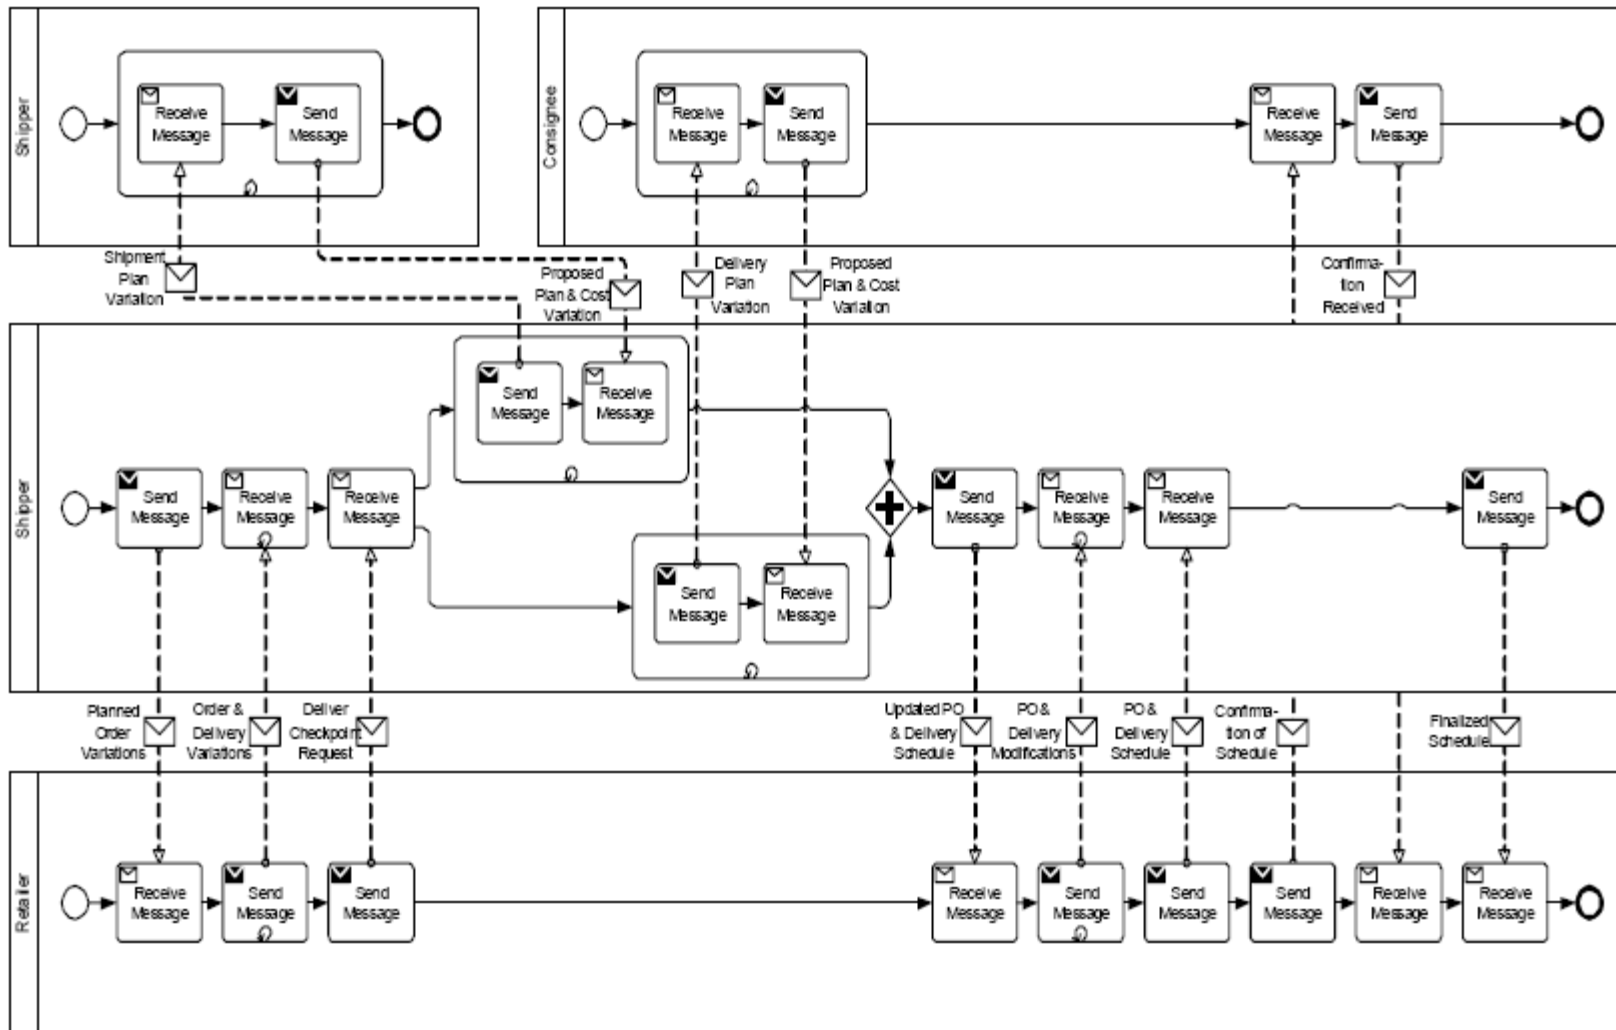 Shipper
Receive
Message
Send
Message
Consignee
Receive
Message
Send
Message
Receive
Message
Send
Message
Shipment
Plan
Variation
Proposed
Plan & Cost
Variation
Delivery
Plan
Variation
Proposed
Plan & Cost
Variation
Confirma-
tion
Received
Shipper
Send
Message
Receive
Message
Send
Message
Receive
Message
Receive
Message
Send
Message
Receive
Message
Send
Message
Receive
Message
Receive
Message
Send
Message
Planned
Order
Variations
Order &
Delivery
Variations
Deliver
Checkpoint
Request
Updated PO
& Delivery
Schedule
PO &
Delivery
Modifications
PO &
Delivery
Schedule
Confirma-
tion of
Schedule
Finalized
Schedule
Retailer
Receive
Message
Send
Message
Send
Message
Receive
Message
Send
Message
Send
Message
Send
Message
Receive
Message
Receive
Message